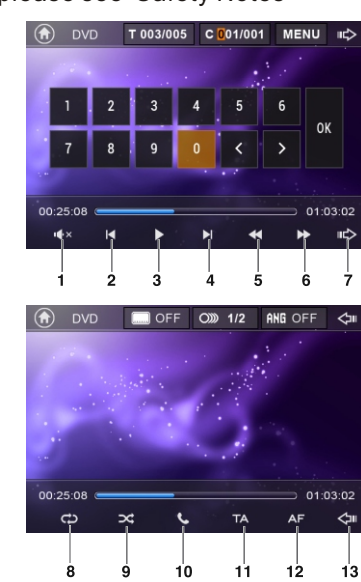 please see "Safety Notes"
DVD T 003/005 C 001/001 MENU
1 2 3 4 5 6 OK
7 8 9 0 < >
00:25:08 01:03:02
1 2 3 4 5 6 7
DVD OFF 1/2 ANG OFF
00:25:08 01:03:02
TA AF
8 9 10 11 12 13